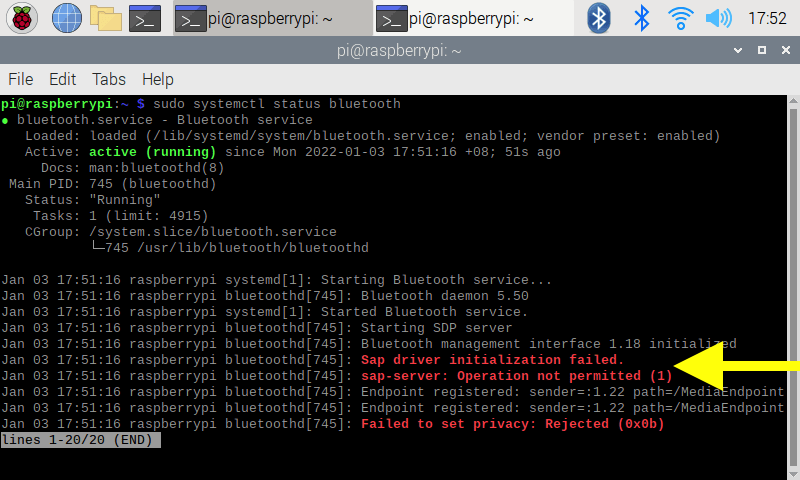 pi@raspberrypi: ~ pi@raspberrypi: ~ 17:52
pi@raspberrypi: ~
File Edit Tabs Help
pi@raspberrypi:~ $ sudo systemctl status bluetooth
● bluetooth.service - Bluetooth service
Loaded: loaded (/lib/systemd/system/bluetooth.service; enabled; vendor preset: enabled)
Active: active (running) since Mon 2022-01-03 17:51:16 +08; 51s ago
Docs: man:bluetoothd(8)
Main PID: 745 (bluetoothd)
Status: "Running"
Tasks: 1 (limit: 4915)
CGroup: /system.slice/bluetooth.service
└─745 /usr/lib/bluetooth/bluetoothd
Jan 03 17:51:16 raspberrypi systemd[1]: Starting Bluetooth service...
Jan 03 17:51:16 raspberrypi bluetoothd[745]: Bluetooth daemon 5.50
Jan 03 17:51:16 raspberrypi systemd[1]: Started Bluetooth service.
Jan 03 17:51:16 raspberrypi bluetoothd[745]: Starting SDP server
Jan 03 17:51:16 raspberrypi bluetoothd[745]: Bluetooth management interface 1.18 initialized
Jan 03 17:51:16 raspberrypi bluetoothd[745]: Sap driver initialization failed.
Jan 03 17:51:16 raspberrypi bluetoothd[745]: sap-server: Operation not permitted (1)
Jan 03 17:51:16 raspberrypi bluetoothd[745]: Endpoint registered: sender=:1.22 path=/MediaEndpoint
Jan 03 17:51:16 raspberrypi bluetoothd[745]: Endpoint registered: sender=:1.22 path=/MediaEndpoint
Jan 03 17:51:16 raspberrypi bluetoothd[745]: Failed to set privacy: Rejected (0x0b)
lines 1-20/20 (END)